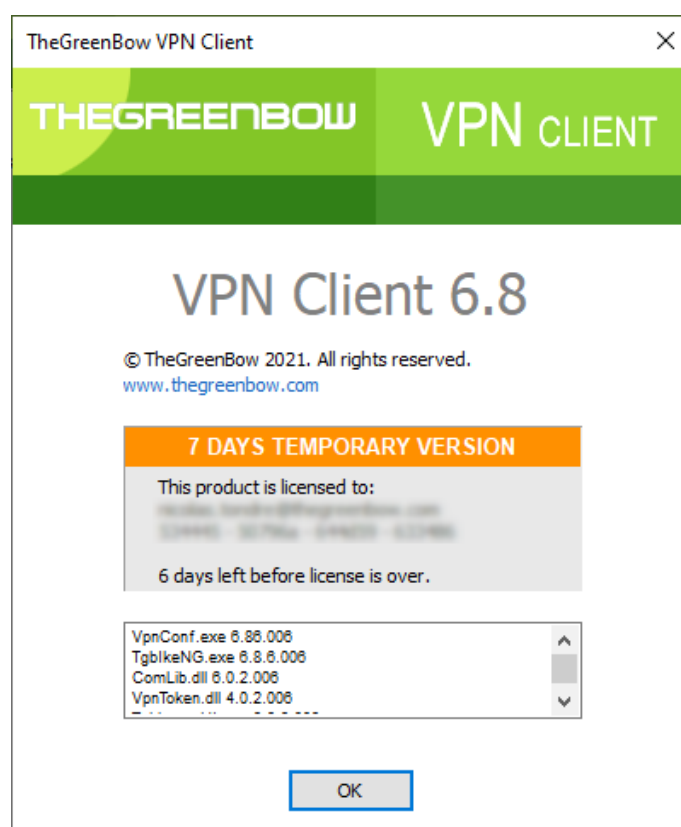 TheGreenBow VPN Client
THEGREENBOW
VPN CLIENT
VPN Client 6.8
© TheGreenBow 2021. All rights reserved.
www.thegreenbow.com
7 DAYS TEMPORARY VERSION
This product is licensed to:
6 days left before license is over.
VpnConf.exe 6.86.006
TgbIkeNG.exe 6.8.6.006
ComLib.dll 6.0.2.006
VpnToken.dll 4.0.2.006
OK